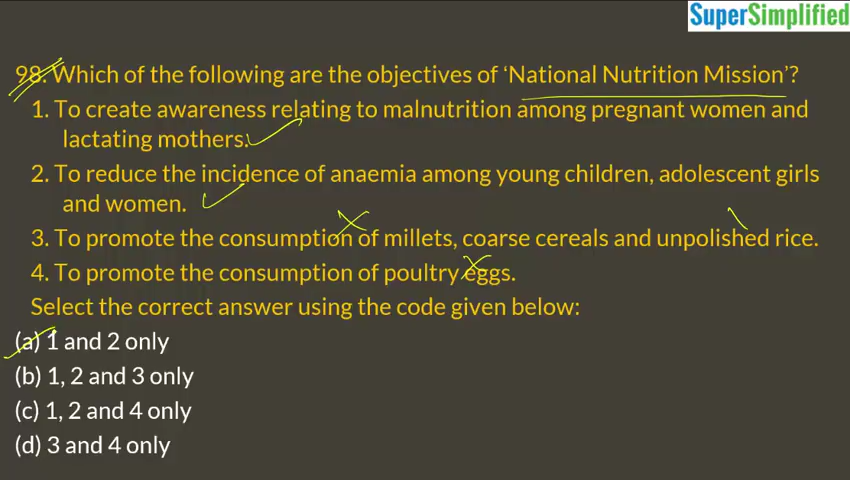 SuperSimplified
98. Which of the following are the objectives of ‘National Nutrition Mission’?
1. To create awareness relating to malnutrition among pregnant women and
lactating mothers.
2. To reduce the incidence of anaemia among young children, adolescent girls
and women.
3. To promote the consumption of millets, coarse cereals and unpolished rice.
4. To promote the consumption of poultry eggs.
Select the correct answer using the code given below:
(a) 1 and 2 only
(b) 1, 2 and 3 only
(c) 1, 2 and 4 only
(d) 3 and 4 only